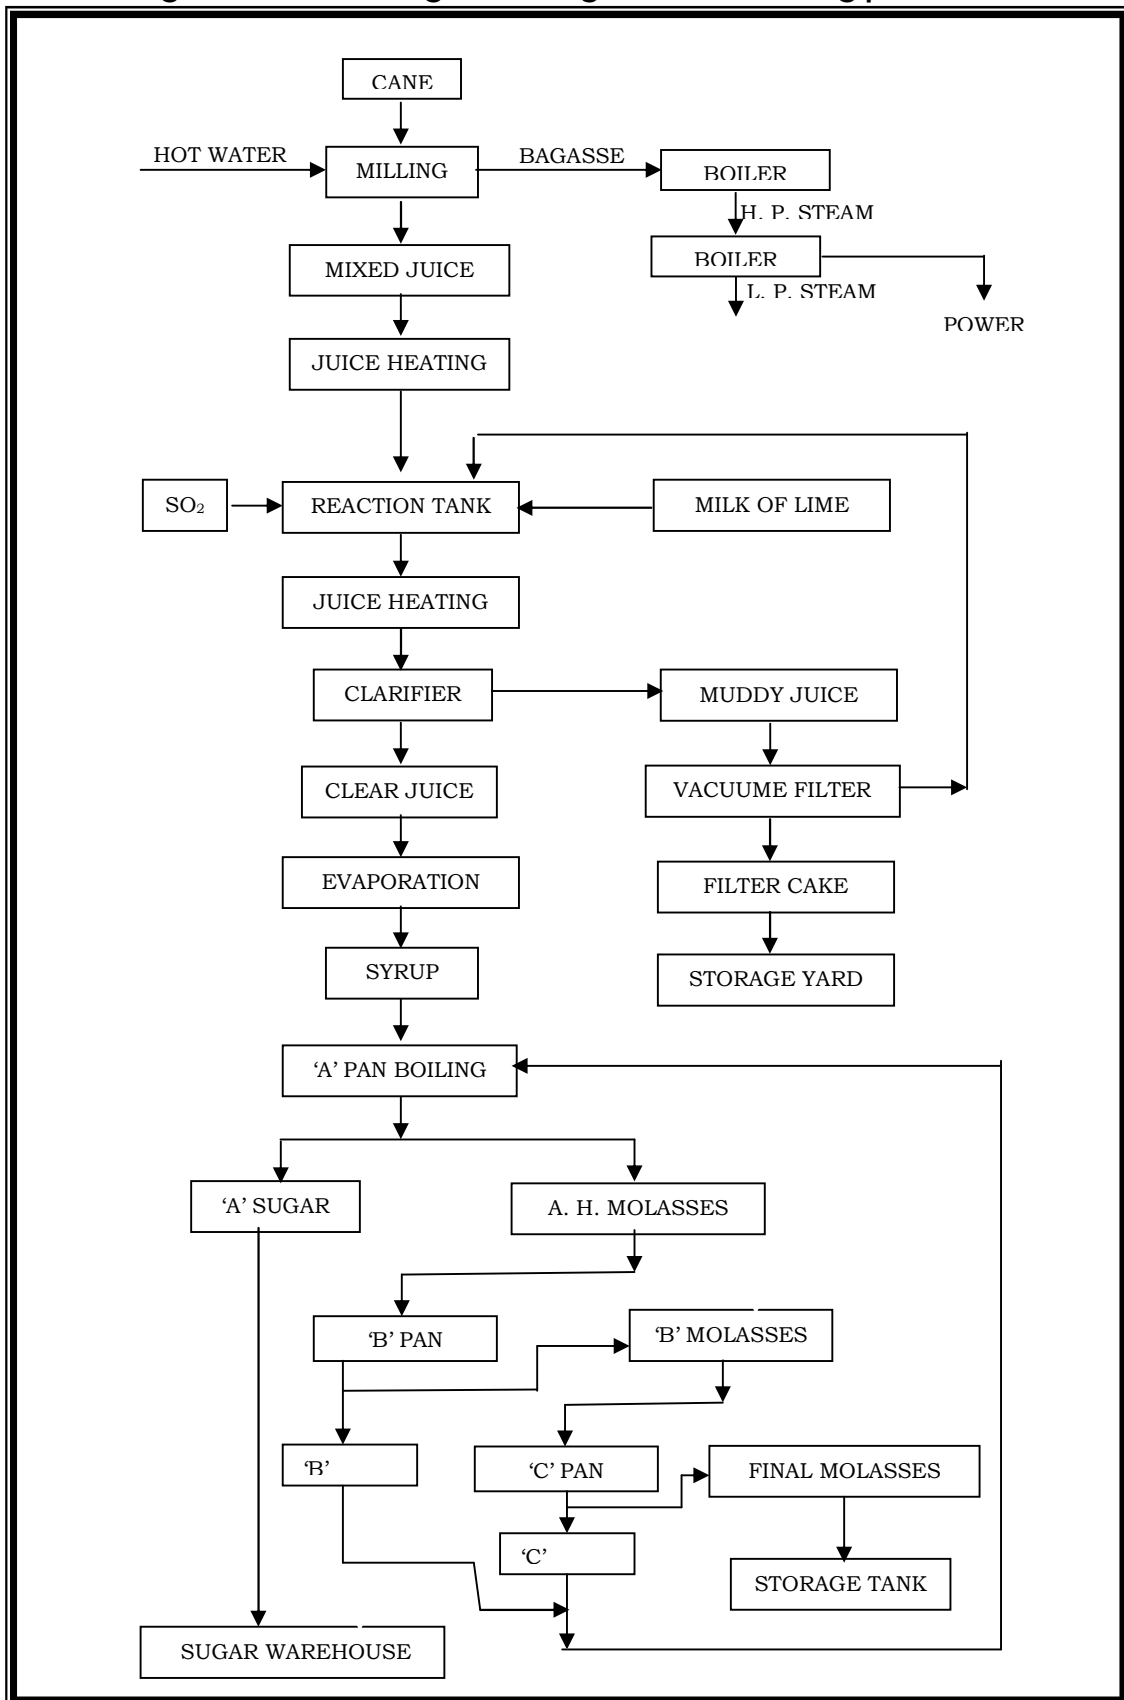 CANE
HOT WATER
MILLING
BAGASSE
BOILER
H. P. STEAM
MIXED JUICE
BOILER
L. P. STEAM
POWER
JUICE HEATING
SO₂
REACTION TANK
MILK OF LIME
JUICE HEATING
CLARIFIER
MUDDY JUICE
CLEAR JUICE
VACUUME FILTER
EVAPORATION
FILTER CAKE
SYRUP
STORAGE YARD
‘A’ PAN BOILING
‘A’ SUGAR
A. H. MOLASSES
‘B’ PAN
‘B’ MOLASSES
‘B’
‘C’ PAN
FINAL MOLASSES
‘C’
STORAGE TANK
SUGAR WAREHOUSE